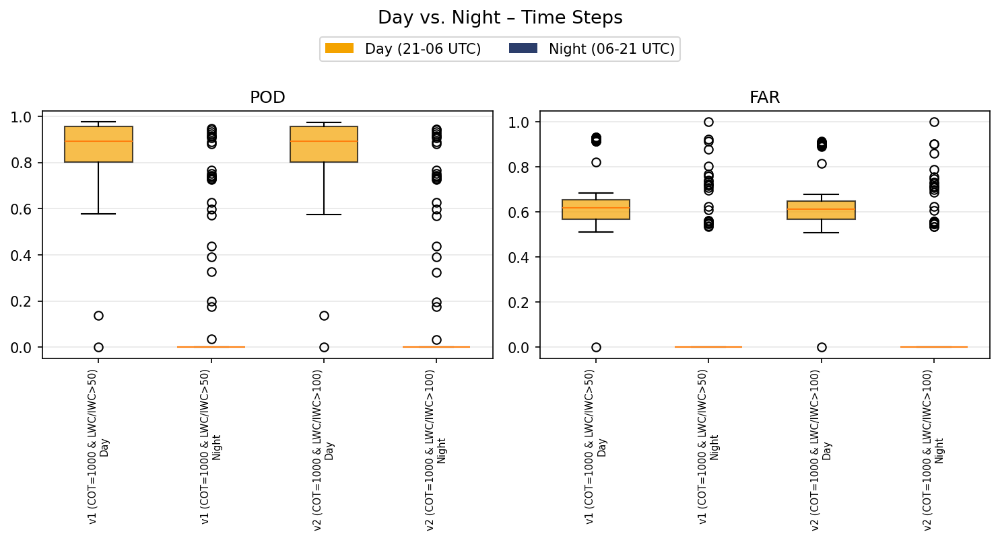 Day vs. Night – Time Steps
Day (21-06 UTC)
Night (06-21 UTC)
POD
1.0
0.8
0.6
0.4
0.2
0.0
v1 (COT=1000 & LWC/IWC>50)
Day
v1 (COT=1000 & LWC/IWC>50)
Night
v2 (COT=1000 & LWC/IWC>100)
Day
v2 (COT=1000 & LWC/IWC>100)
Night
FAR
1.0
0.8
0.6
0.4
0.2
0.0
v1 (COT=1000 & LWC/IWC>50)
Day
v1 (COT=1000 & LWC/IWC>50)
Night
v2 (COT=1000 & LWC/IWC>100)
Day
v2 (COT=1000 & LWC/IWC>100)
Night